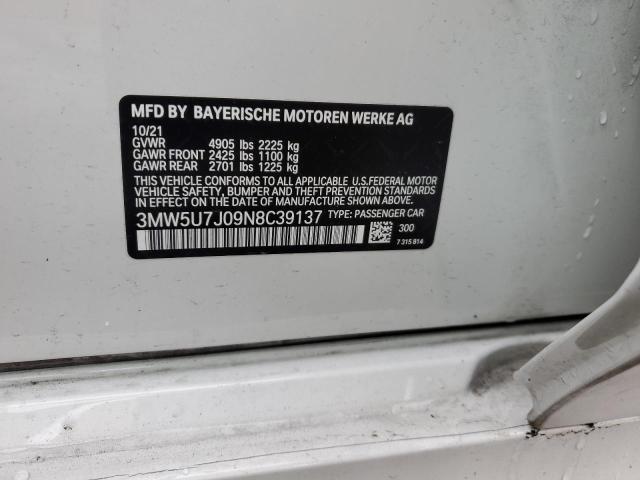 MFD BY BAYERISCHE MOTOREN WERKE AG
10/21
GVWR 4905 lbs 2225 kg
GAWR FRONT 2425 lbs 1100 kg
GAWR REAR 2701 lbs 1225 kg
THIS VEHICLE CONFORMS TO ALL APPLICABLE U.S.FEDERAL MOTOR
VEHICLE SAFETY, BUMPER AND THEFT PREVENTION STANDARDS
IN EFFECT ON THE DATE OF MANUFACTURE SHOWN ABOVE.
3MW5U7J09N8C39137 TYPE: PASSENGER CAR
300
7 315 814